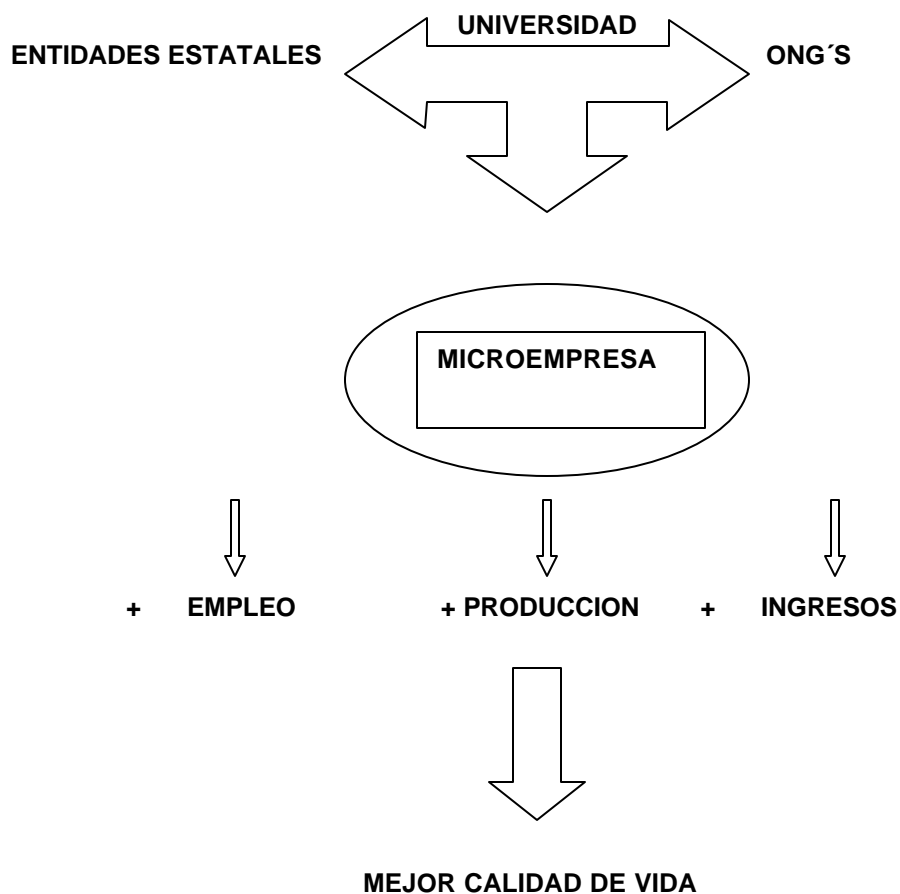 UNIVERSIDAD
ENTIDADES ESTATALES ONG´S
MICROEMPRESA
+ EMPLEO + PRODUCCION + INGRESOS
MEJOR CALIDAD DE VIDA